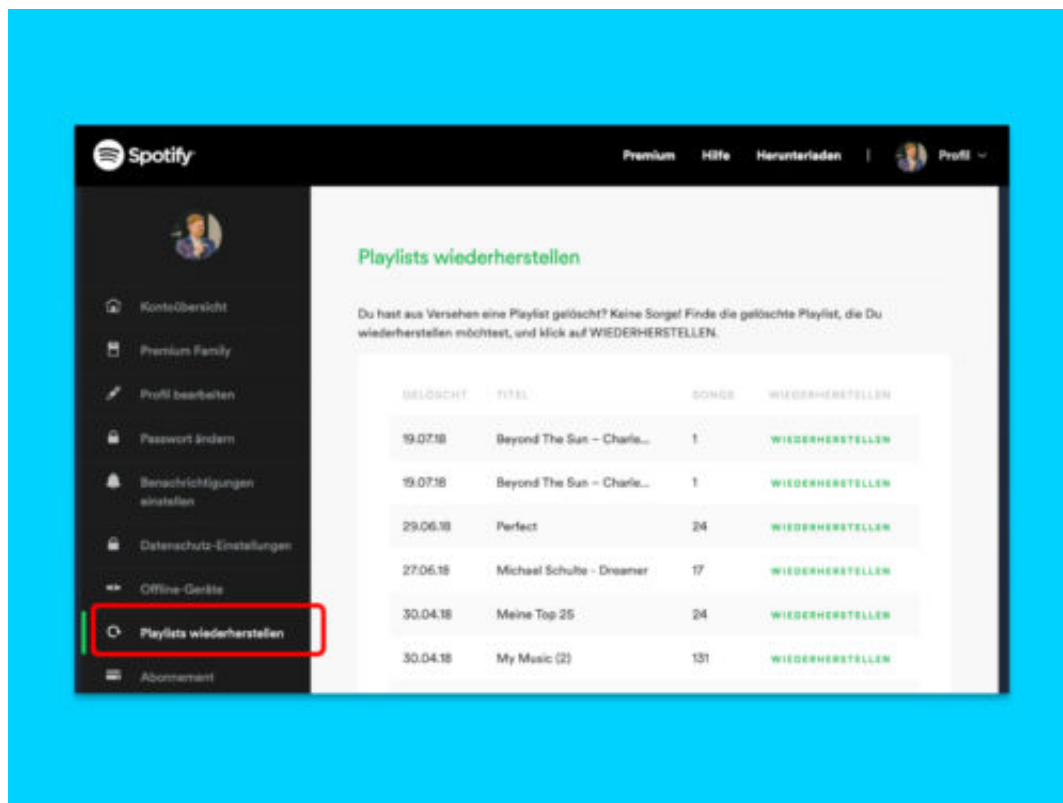 Spotify
Premium Hilfe Herunterladen | Profil
Kontoübersicht
Premium Family
Profil bearbeiten
Passwort ändern
Benachrichtigungen
einstellen
Datenschutz-Einstellungen
Offline-Geräte
Playlists wiederherstellen
Abonnement
Playlists wiederherstellen
Du hast aus Versehen eine Playlist gelöscht? Keine Sorge! Finde die gelöschte Playlist, die Du
wiederherstellen möchtest, und klick auf WIEDERHERSTELLEN.
GELÖSCHT TITEL SONGS WIEDERHERSTELLEN
19.07.18 Beyond The Sun – Charle... 1 WIEDERHERSTELLEN
19.07.18 Beyond The Sun – Charle... 1 WIEDERHERSTELLEN
29.06.18 Perfect 24 WIEDERHERSTELLEN
27.06.18 Michael Schulte - Dreamer 17 WIEDERHERSTELLEN
30.04.18 Meine Top 25 24 WIEDERHERSTELLEN
30.04.18 My Music (2) 131 WIEDERHERSTELLEN